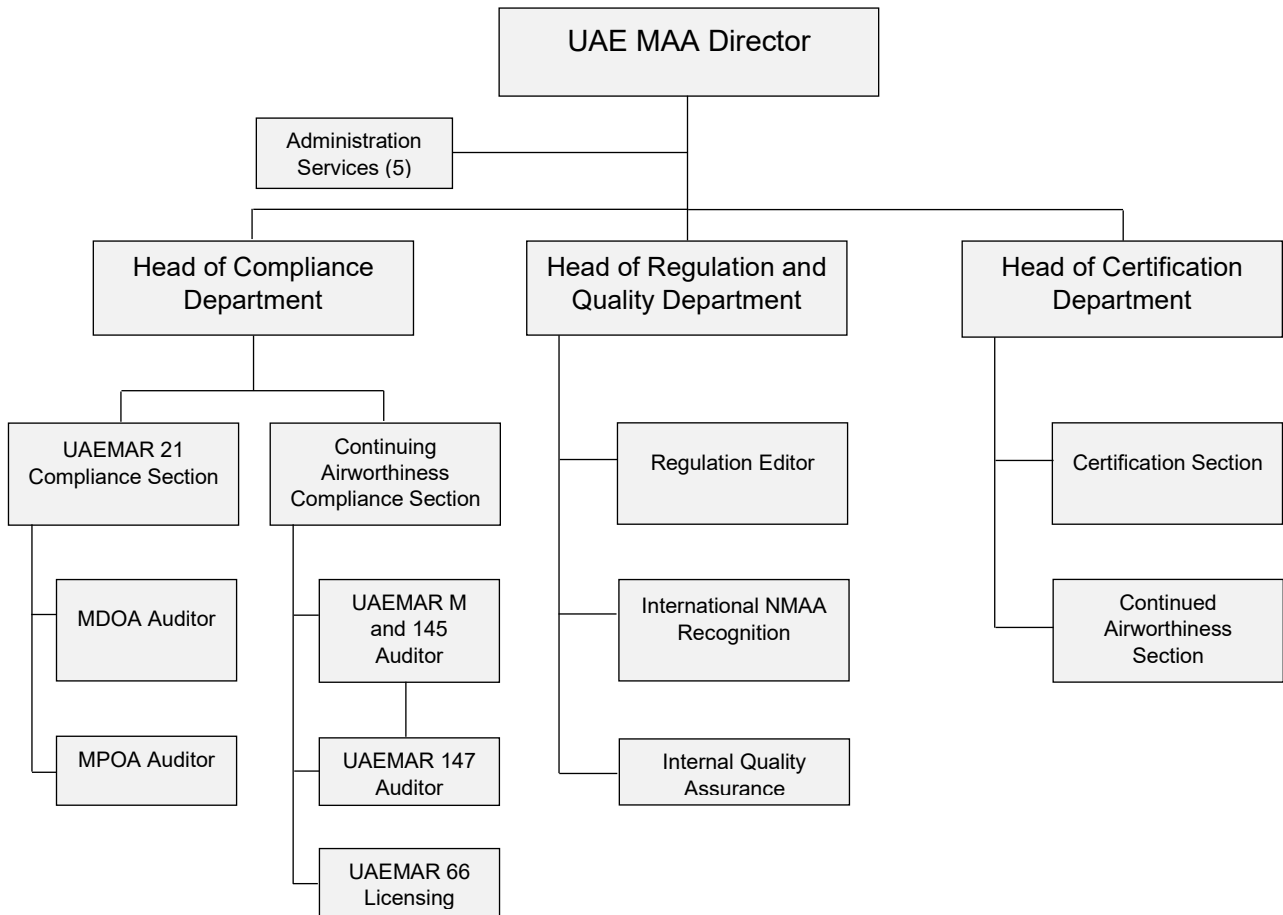 UAE MAA Director
Administration
Services (5)
Head of Compliance
Department
Head of Regulation and
Quality Department
Head of Certification
Department
UAEMAR 21
Compliance Section
Continuing
Airworthiness
Compliance Section
Regulation Editor
Certification Section
MDOA Auditor
UAEMAR M
and 145
Auditor
International NMAA
Recognition
Continued
Airworthiness
Section
MPOA Auditor
UAEMAR 147
Auditor
Internal Quality
Assurance
UAEMAR 66
Licensing